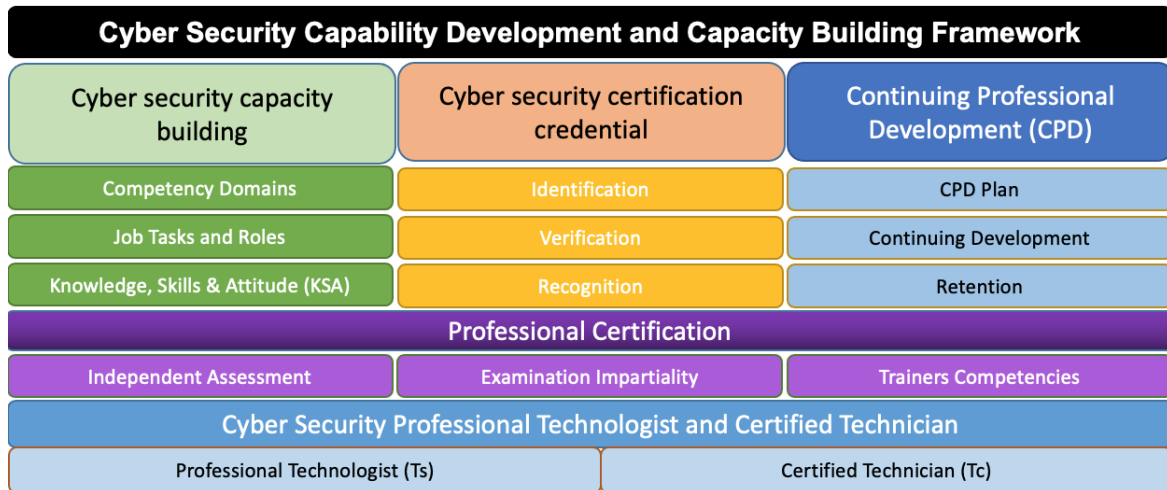 Cyber Security Capability Development and Capacity Building Framework
Cyber security capacity
building
Cyber security certification
credential
Continuing Professional
Development (CPD)
Competency Domains
Identification
CPD Plan
Job Tasks and Roles
Verification
Continuing Development
Knowledge, Skills & Attitude (KSA)
Recognition
Retention
Professional Certification
Independent Assessment
Examination Impartiality
Trainers Competencies
Cyber Security Professional Technologist and Certified Technician
Professional Technologist (Ts)
Certified Technician (Tc)